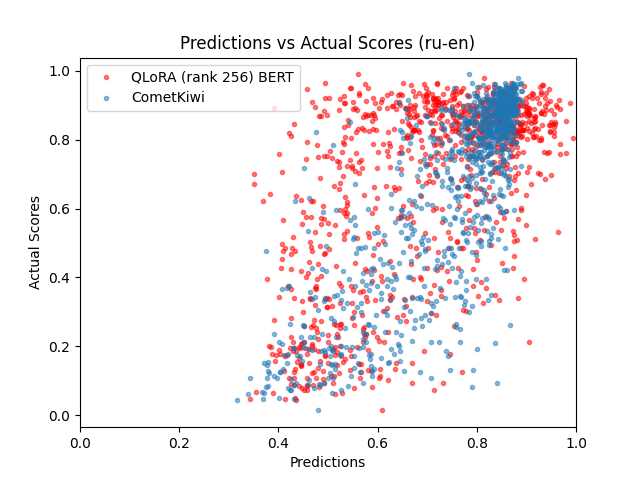 Predictions vs Actual Scores (ru-en)
QLoRA (rank 256) BERT
CometKiwi
Actual Scores
1.0
0.8
0.6
0.4
0.2
0.0
0.0 0.2 0.4 0.6 0.8 1.0
Predictions